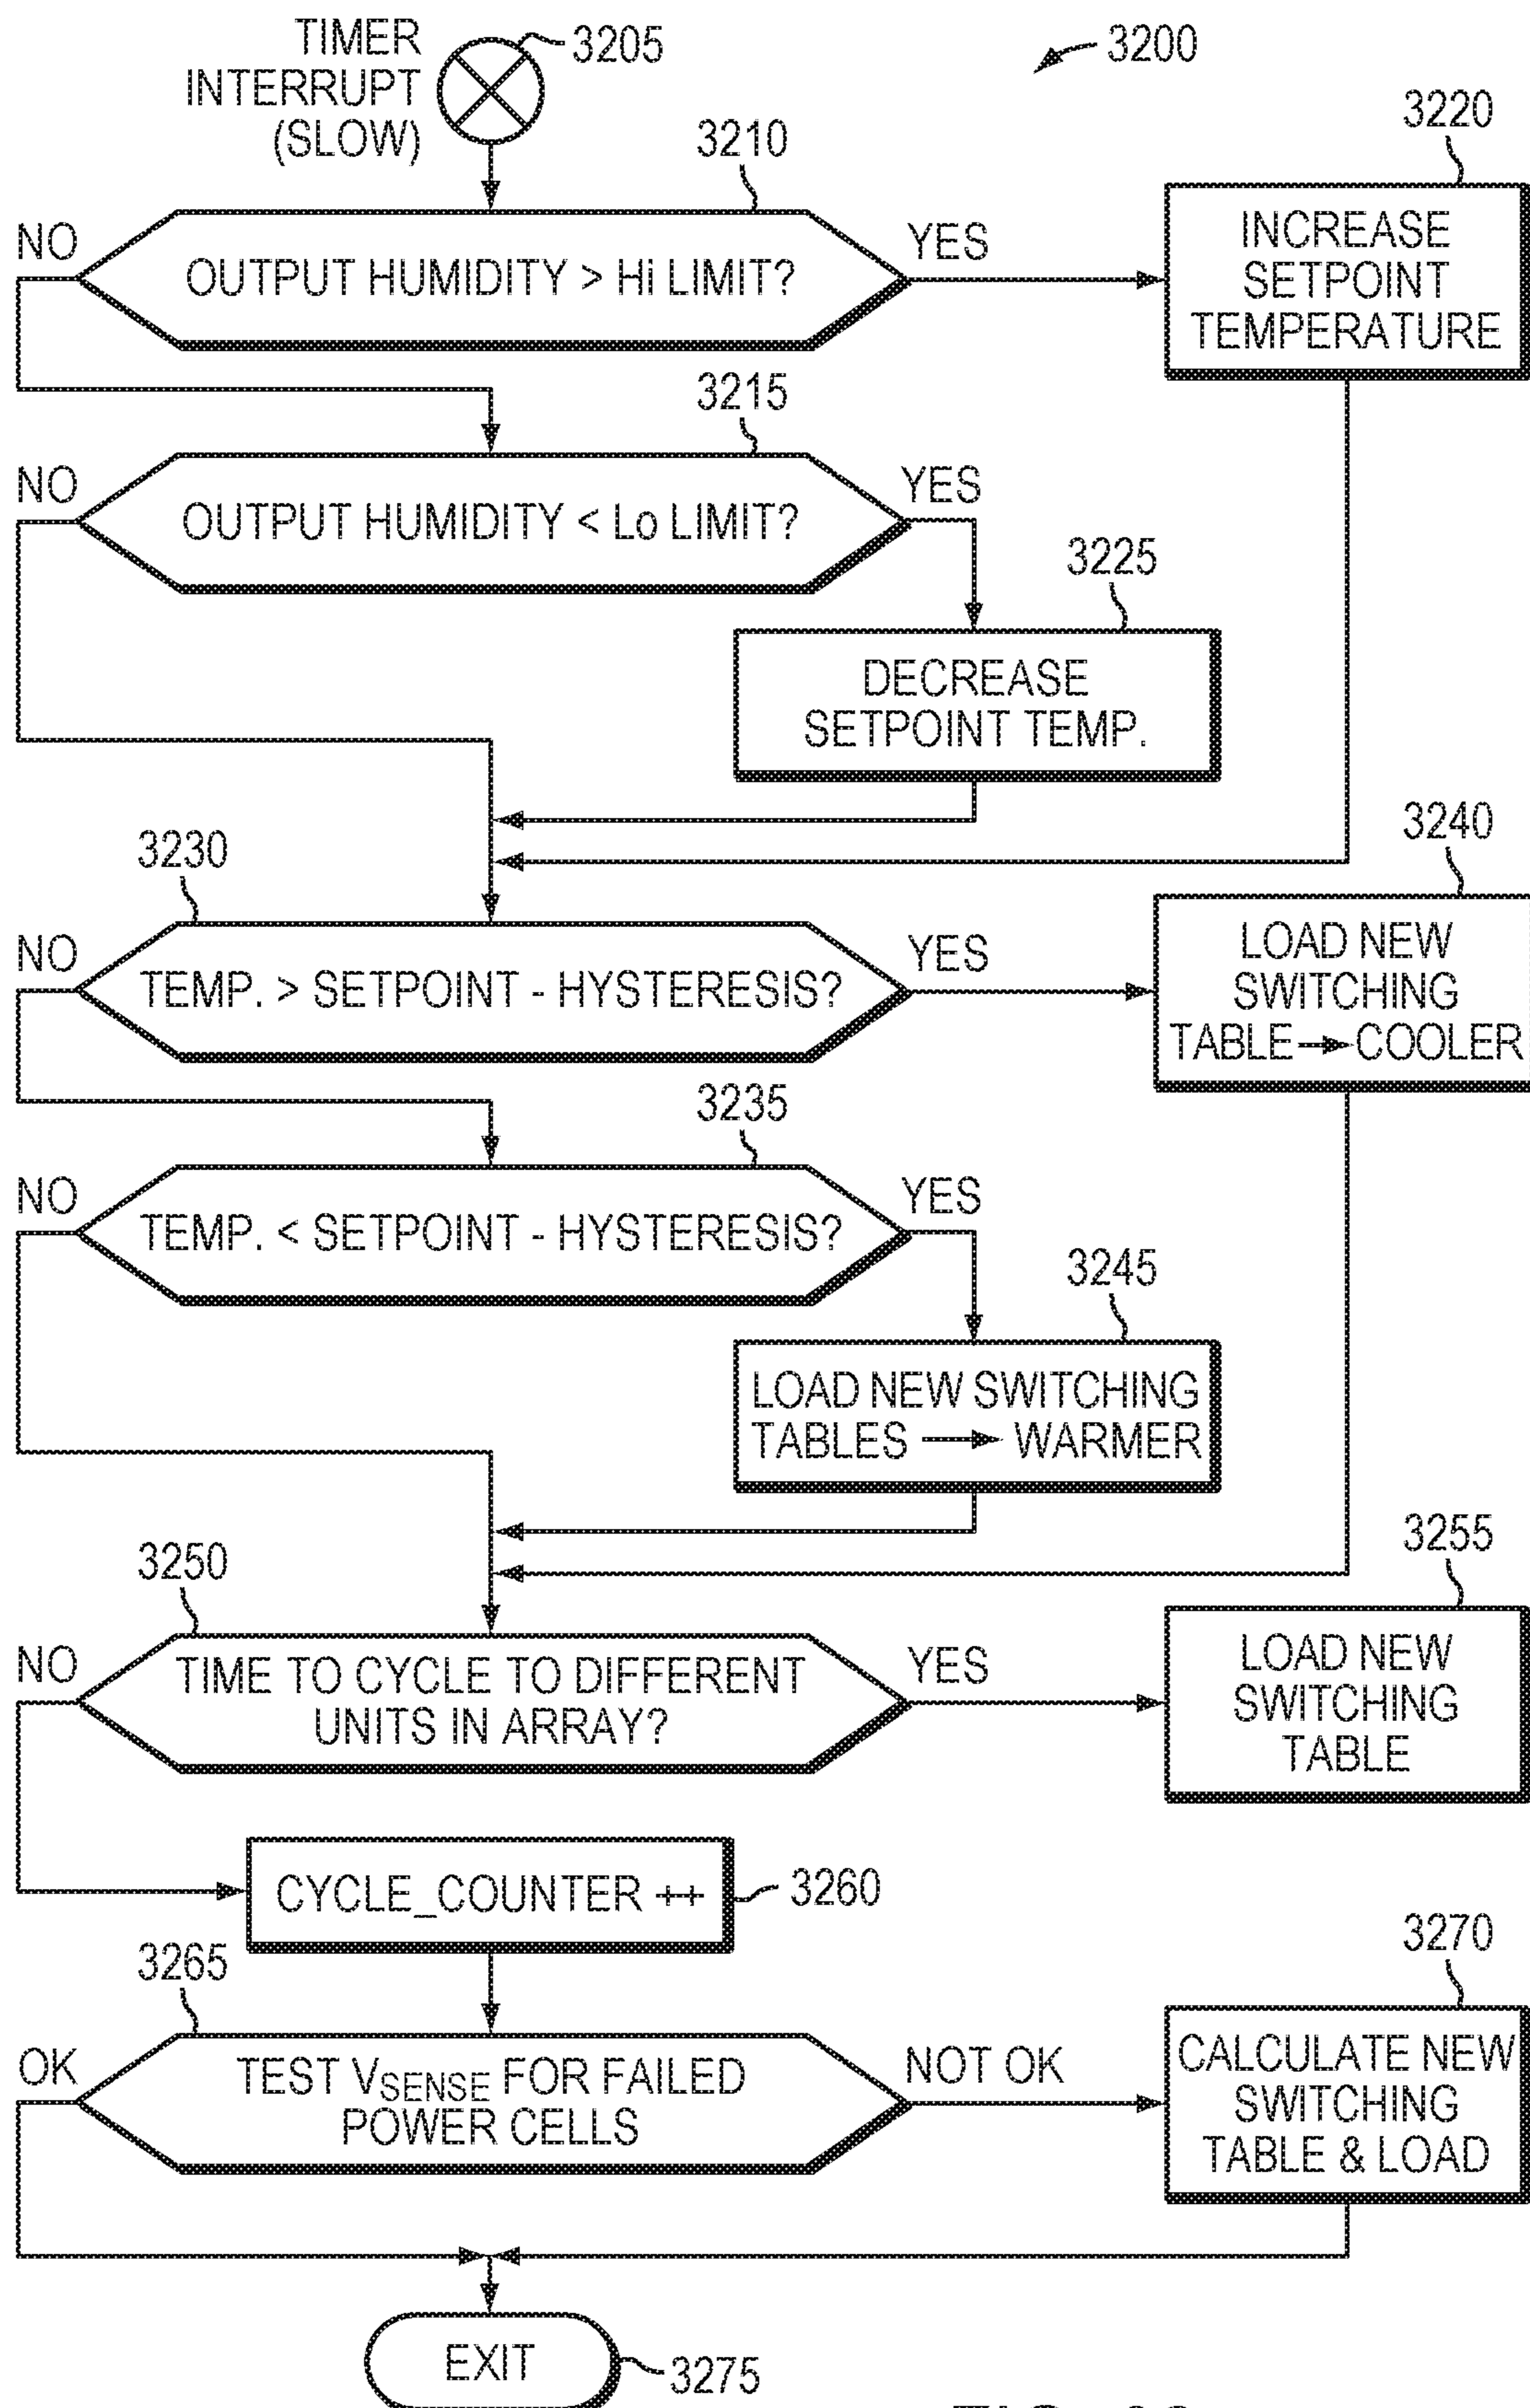 TIMER
INTERRUPT
(SLOW)
3205
3200
3210
3220
NO
OUTPUT HUMIDITY > Hi LIMIT?
YES
INCREASE
SETPOINT
TEMPERATURE
3215
NO
OUTPUT HUMIDITY < Lo LIMIT?
YES
3225
DECREASE
SETPOINT TEMP.
3230
3240
NO
TEMP. > SETPOINT - HYSTERESIS?
YES
LOAD NEW
SWITCHING
TABLE → COOLER
3235
NO
TEMP. < SETPOINT - HYSTERESIS?
YES
3245
LOAD NEW SWITCHING
TABLES → WARMER
3250
3255
NO
TIME TO CYCLE TO DIFFERENT
UNITS IN ARRAY?
YES
LOAD NEW
SWITCHING
TABLE
CYCLE_COUNTER ++
3260
3265
3270
OK
TEST VSENSE FOR FAILED
POWER CELLS
NOT OK
CALCULATE NEW
SWITCHING
TABLE & LOAD
EXIT
3275